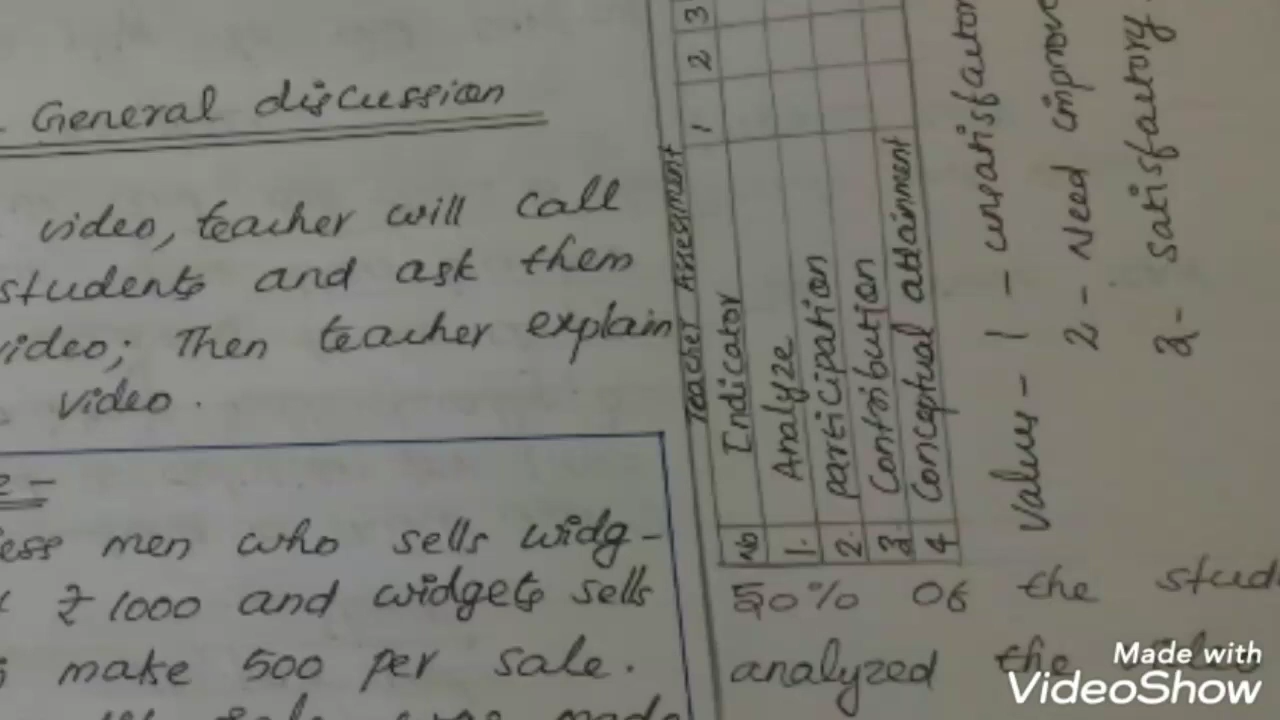 General discussion
video, teacher will call
students and ask them
video; Then teacher explain
video.
men who sells widg-
₹ 1000 and widgets sells
make 500 per sale.
Teacher Assessment
No Indicator 1 2 3
1. Analyze
2. participation
3. Contribution
4 Conceptual attainment
Values - 1 - unsatisfactor
2 - Need improve
3 - satisfactory.
50% of the stud
analyzed the
Made with
VideoShow